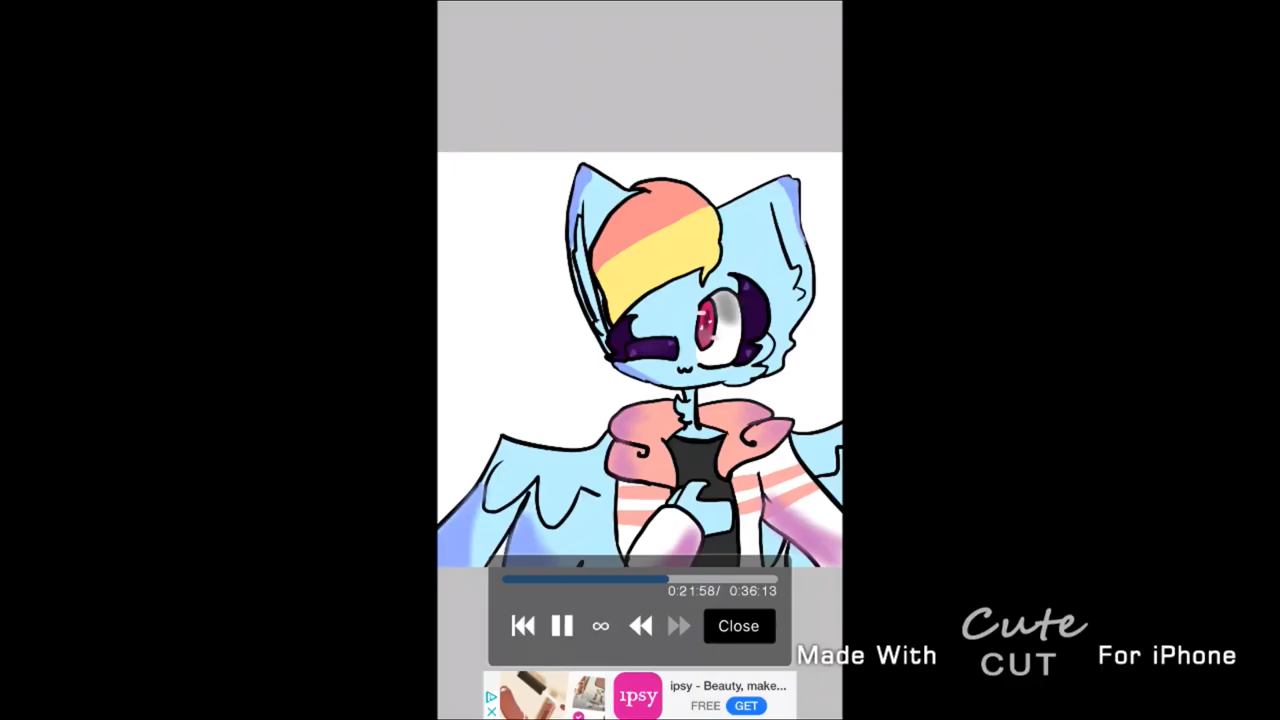 0:21:58/ 0:36:13
Close
Made With Cute CUT For iPhone
ipsy
ipsy - Beauty, make...
FREE GET